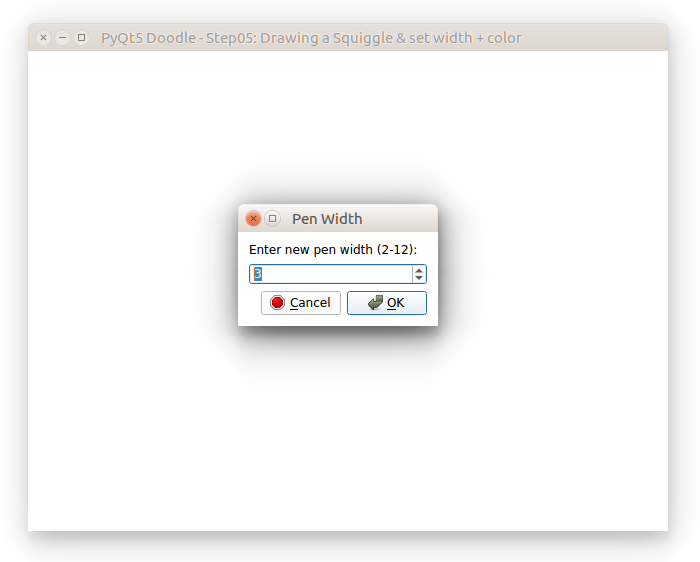 PyQt5 Doodle - Step05: Drawing a Squiggle & set width + color
Pen Width
Enter new pen width (2-12):
3
Cancel
OK